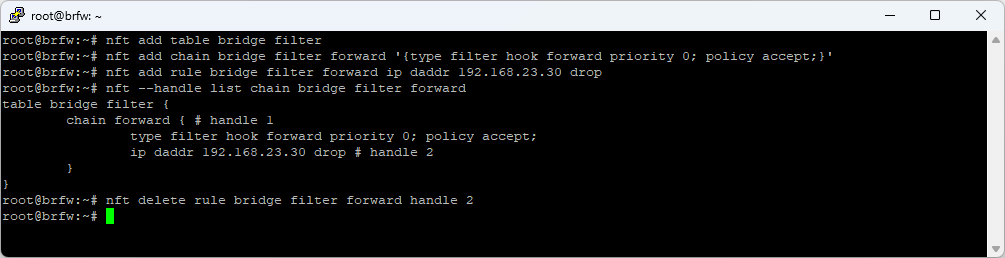 root@brfw: ~
root@brfw:~# nft add table bridge filter
root@brfw:~# nft add chain bridge filter forward '{type filter hook forward priority 0; policy accept;}'
root@brfw:~# nft add rule bridge filter forward ip daddr 192.168.23.30 drop
root@brfw:~# nft --handle list chain bridge filter forward
table bridge filter {
        chain forward { # handle 1
                type filter hook forward priority 0; policy accept;
                ip daddr 192.168.23.30 drop # handle 2
        }
}
root@brfw:~# nft delete rule bridge filter forward handle 2
root@brfw:~#